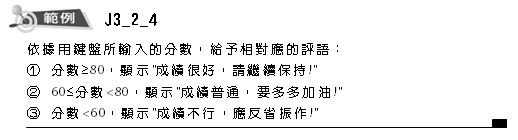 範例 J3_2_4
依據用鍵盤所輸入的分數，給予相對應的評語：
① 分數≥80，顯示"成績很好，請繼續保持!"
② 60≤分數<80，顯示"成績普通，要多多加油!"
③ 分數<60，顯示"成績不行，應反省振作!"